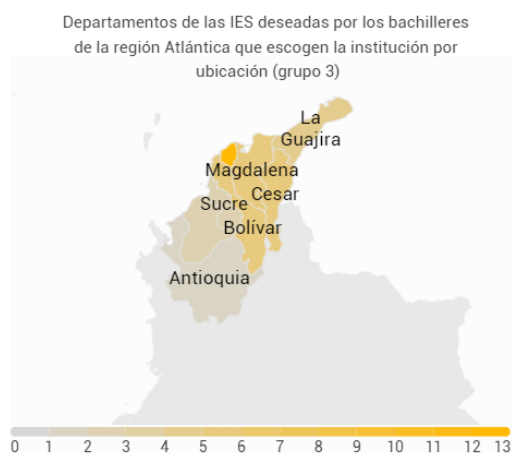 Departamentos de las IES deseadas por los bachilleres
de la región Atlántica que escogen la institución por
ubicación (grupo 3)
La
Guajira
Magdalena
Cesar
Sucre
Bolívar
Antioquia
0 1 2 3 4 5 6 7 8 9 10 11 12 13